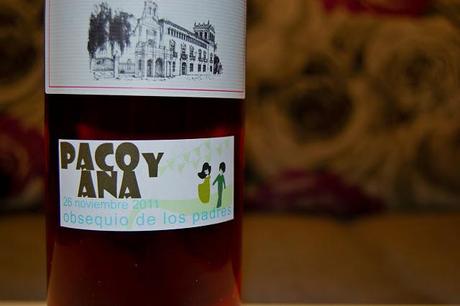 PACO Y
ANA
26 noviembre 2011
obsequio de los padres